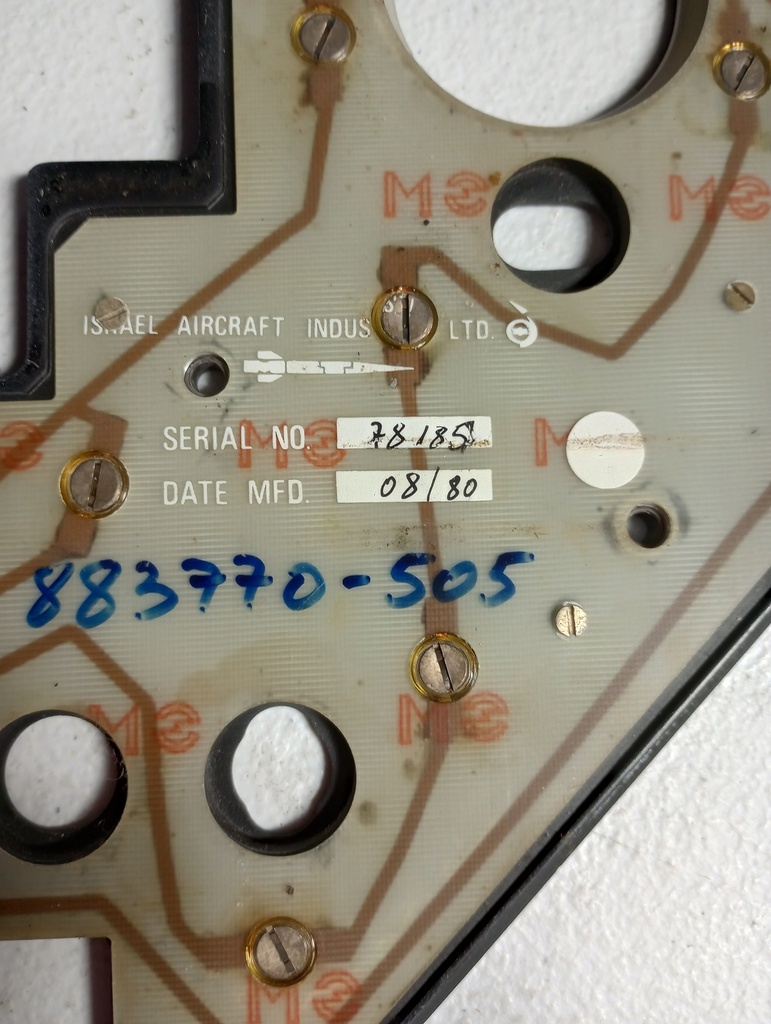 ISRAEL AIRCRAFT INDUS LTD.
SERIAL NO. 78185
DATE MFD. 08/80
883770-505